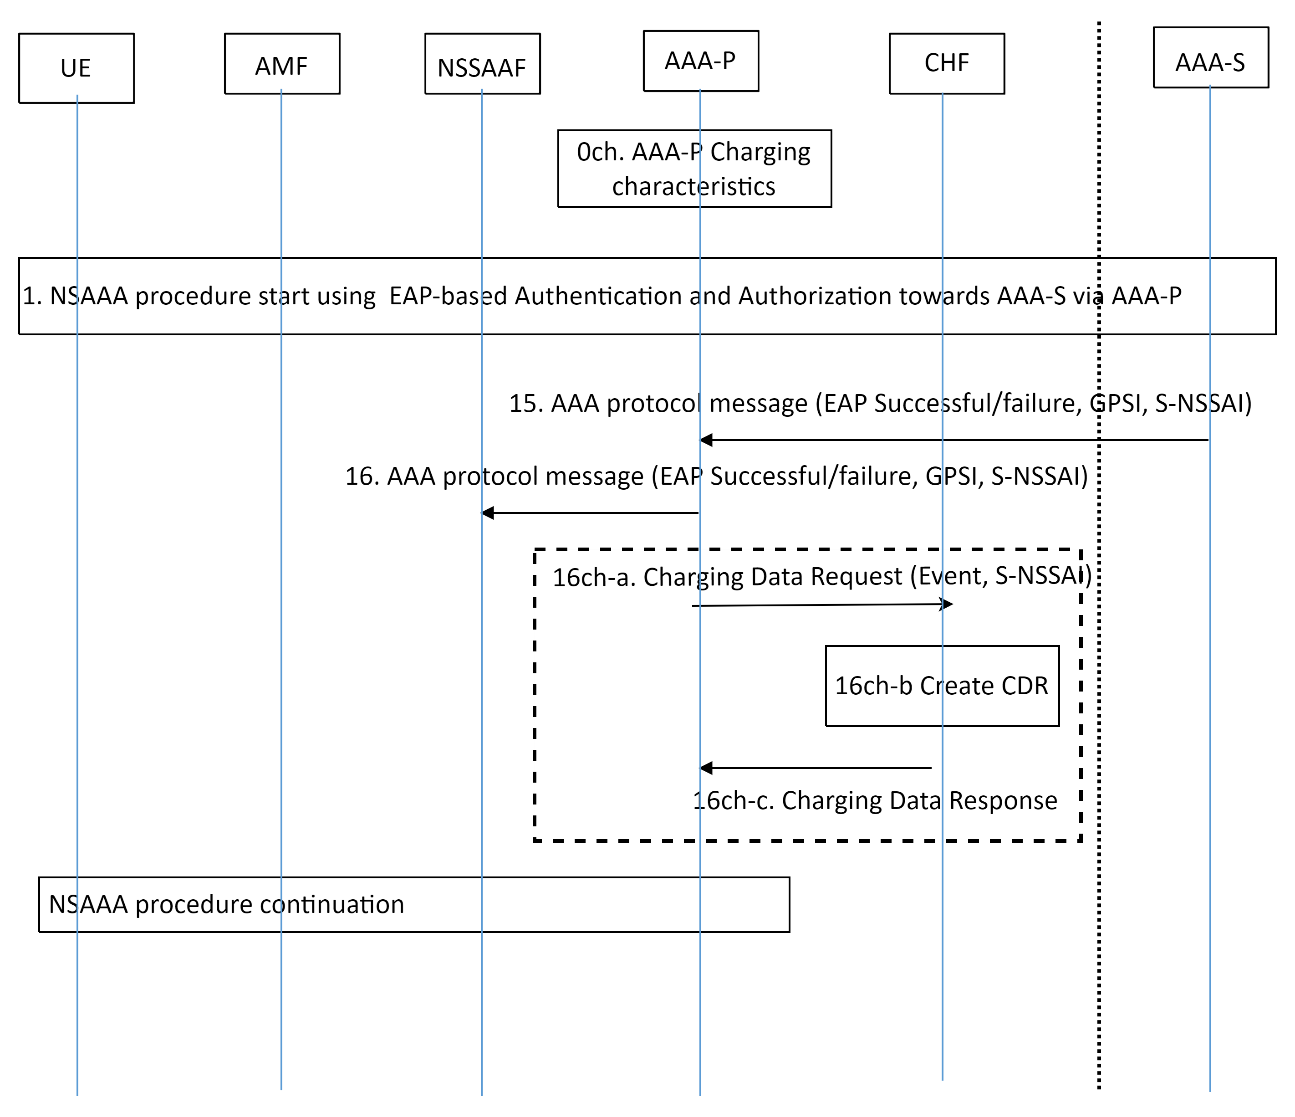 UE
AMF
NSSAAF
AAA-P
CHF
AAA-S
0ch. AAA-P Charging
characteristics
1. NSAAA procedure start using  EAP-based Authentication and Authorization towards AAA-S via AAA-P
15. AAA protocol message (EAP Successful/failure, GPSI, S-NSSAI)
16. AAA protocol message (EAP Successful/failure, GPSI, S-NSSAI)
16ch-a. Charging Data Request (Event, S-NSSAI)
16ch-b Create CDR
16ch-c. Charging Data Response
NSAAA procedure continuation